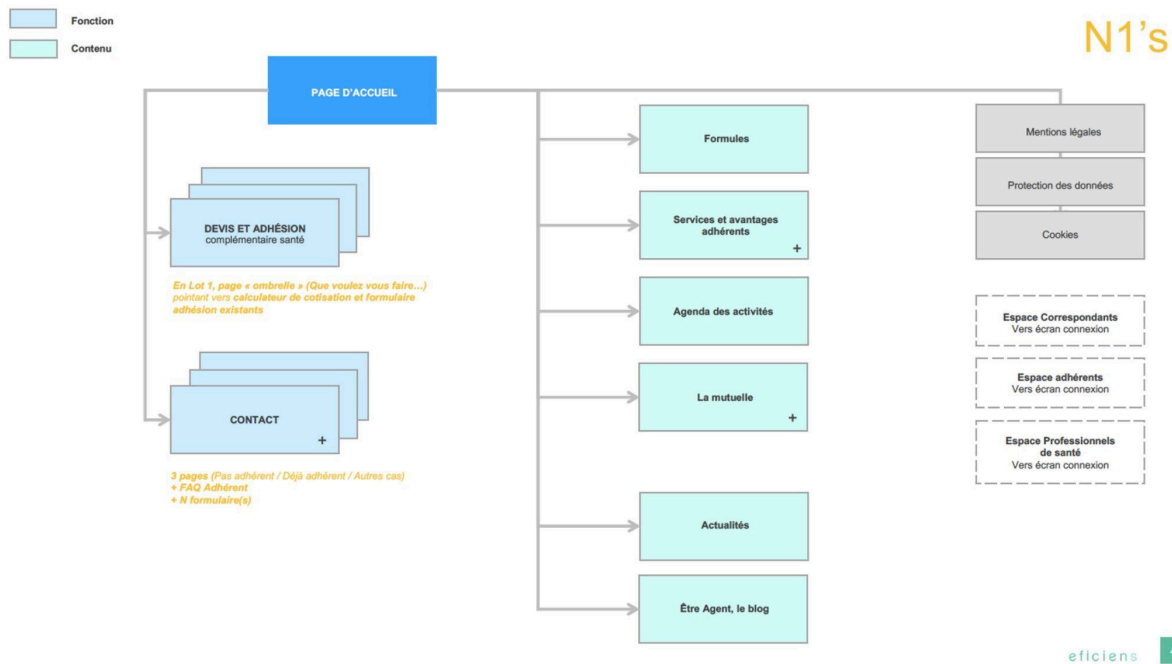 Fonction
Contenu
N1's
PAGE D'ACCUEIL
DEVIS ET ADHÉSION
complémentaire santé
En Lot 1, page « ombrelle » (Que voulez vous faire…)
pointant vers calculateur de cotisation et formulaire
adhésion existants
CONTACT
+
3 pages (Pas adhérent / Déjà adhérent / Autres cas)
+ FAQ Adhérent
+ N formulaire(s)
Formules
Services et avantages
adhérents
+
Agenda des activités
La mutuelle
+
Actualités
Être Agent, le blog
Mentions légales
Protection des données
Cookies
Espace Correspondants
Vers écran connexion
Espace adhérents
Vers écran connexion
Espace Professionnels
de santé
Vers écran connexion
eficiens